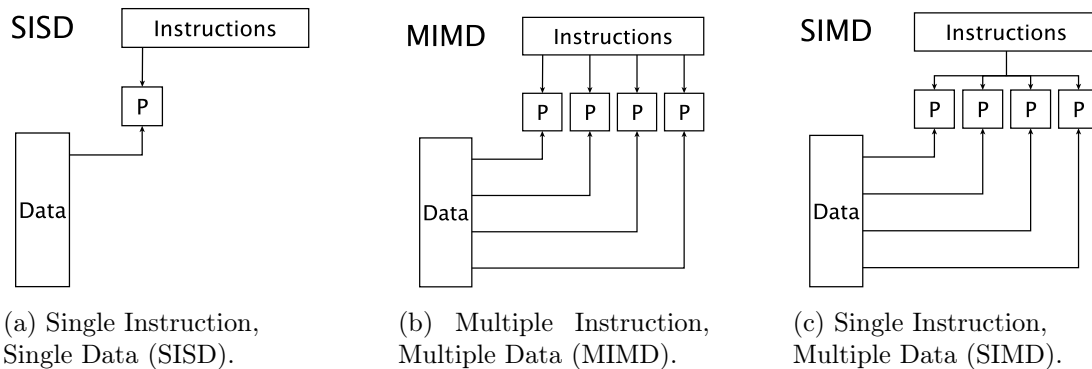 SISD
Instructions
P
Data
(a) Single Instruction,
Single Data (SISD).
MIMD
Instructions
P P P P
Data
(b) Multiple Instruction,
Multiple Data (MIMD).
SIMD
Instructions
P P P P
Data
(c) Single Instruction,
Multiple Data (SIMD).